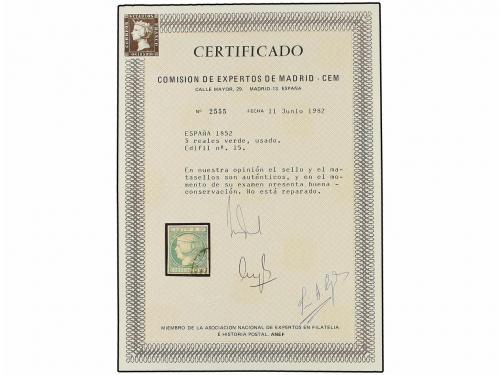 CERTIFICADO
COMISION DE EXPERTOS DE MADRID - CEM
CALLE MAYOR, 29. MADRID-13. ESPAÑA
Nº 2555 FECHA 11 Junio 1982
ESPAÑA 1852
5 reales verde, usado.
Edifil nº. 15.
En nuestra opinión el sello y el ma-
tasellos son auténticos, y en el mo-
mento de su examen presenta buena -
conservación. No está reparado.
MIEMBRO DE LA ASOCIACION NACIONAL DE EXPERTOS EN FILATELIA
E HISTORIA POSTAL. ANEF